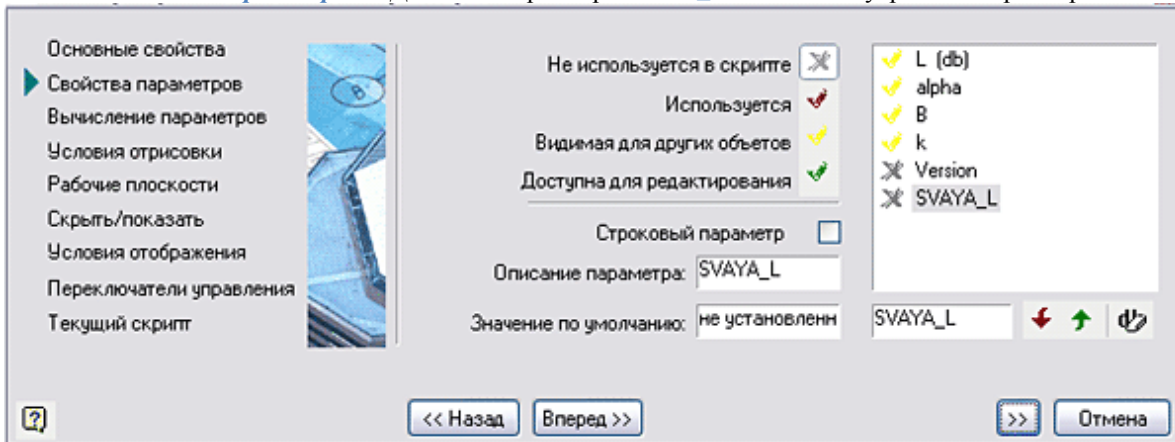 Основные свойства
Свойства параметров
Вычисление параметров
Условия отрисовки
Рабочие плоскости
Скрыть/показать
Условия отображения
Переключатели управления
Текущий скрипт
Не используется в скрипте
Используется
Видимая для других объетов
Доступна для редактирования
Строковый параметр
Описание параметра: SVAYA_L
Значение по умолчанию: не установленн
L (db)
alpha
B
k
Version
SVAYA_L
SVAYA_L
<< Назад
Вперед >>
>>
Отмена